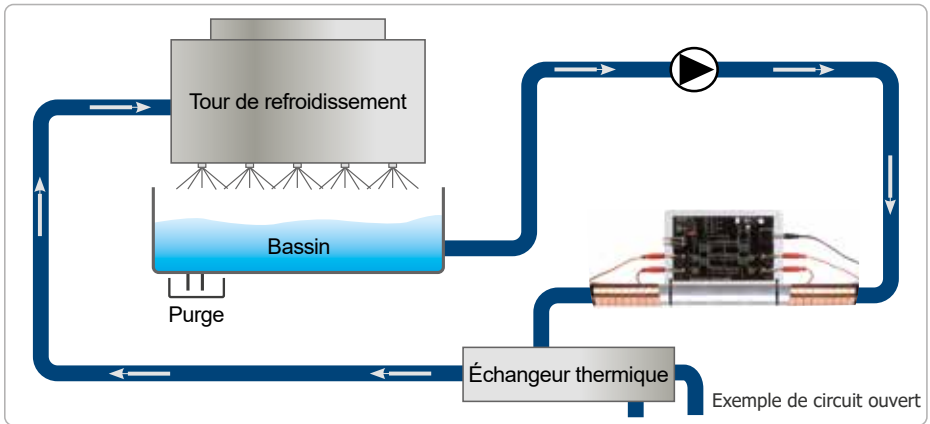 Tour de refroidissement
Bassin
Purge
Échangeur thermique
Exemple de circuit ouvert